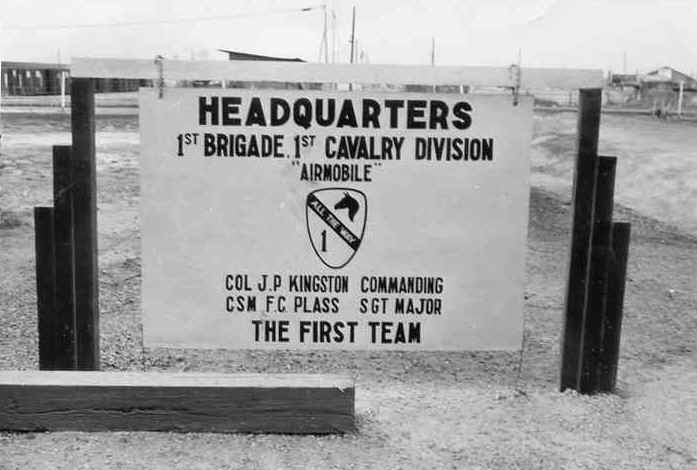 HEADQUARTERS
1ST BRIGADE. 1ST CAVALRY DIVISION
"AIRMOBILE"
ALL THE WAY
1
COL J.P KINGSTON COMMANDING
CSM F.C. PLASS SGT MAJOR
THE FIRST TEAM